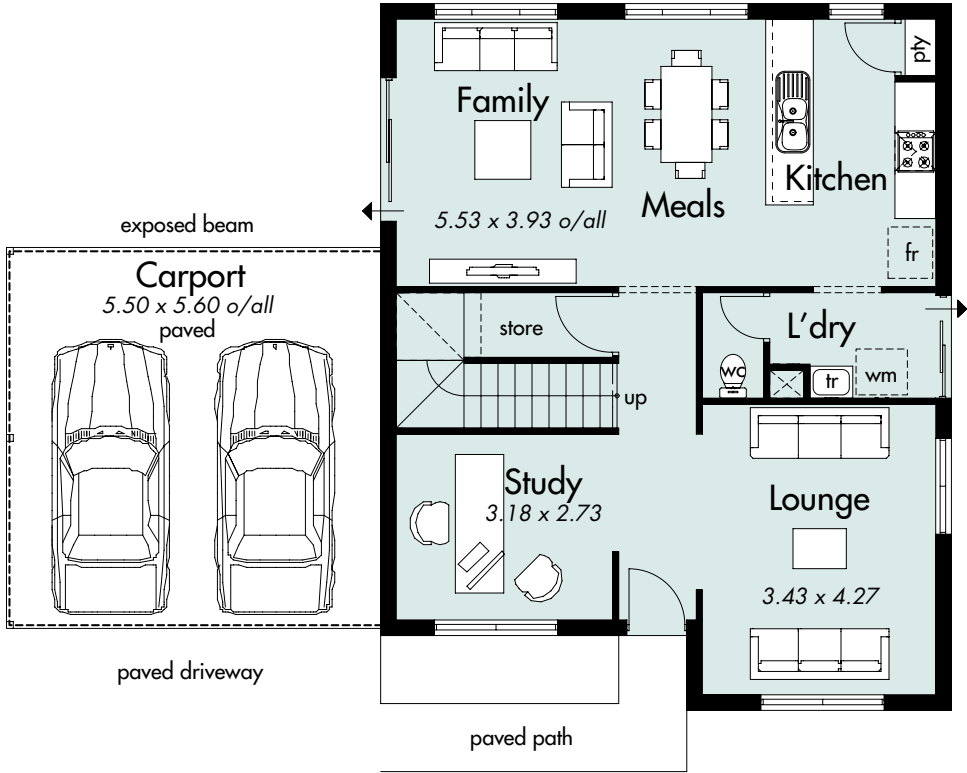 pty
Family
Kitchen
Meals
5.53 x 3.93 o/all
exposed beam
fr
Carport
5.50 x 5.60 o/all
paved
store
L'dry
wc
tr
wm
up
Study
3.18 x 2.73
Lounge
3.43 x 4.27
paved driveway
paved path